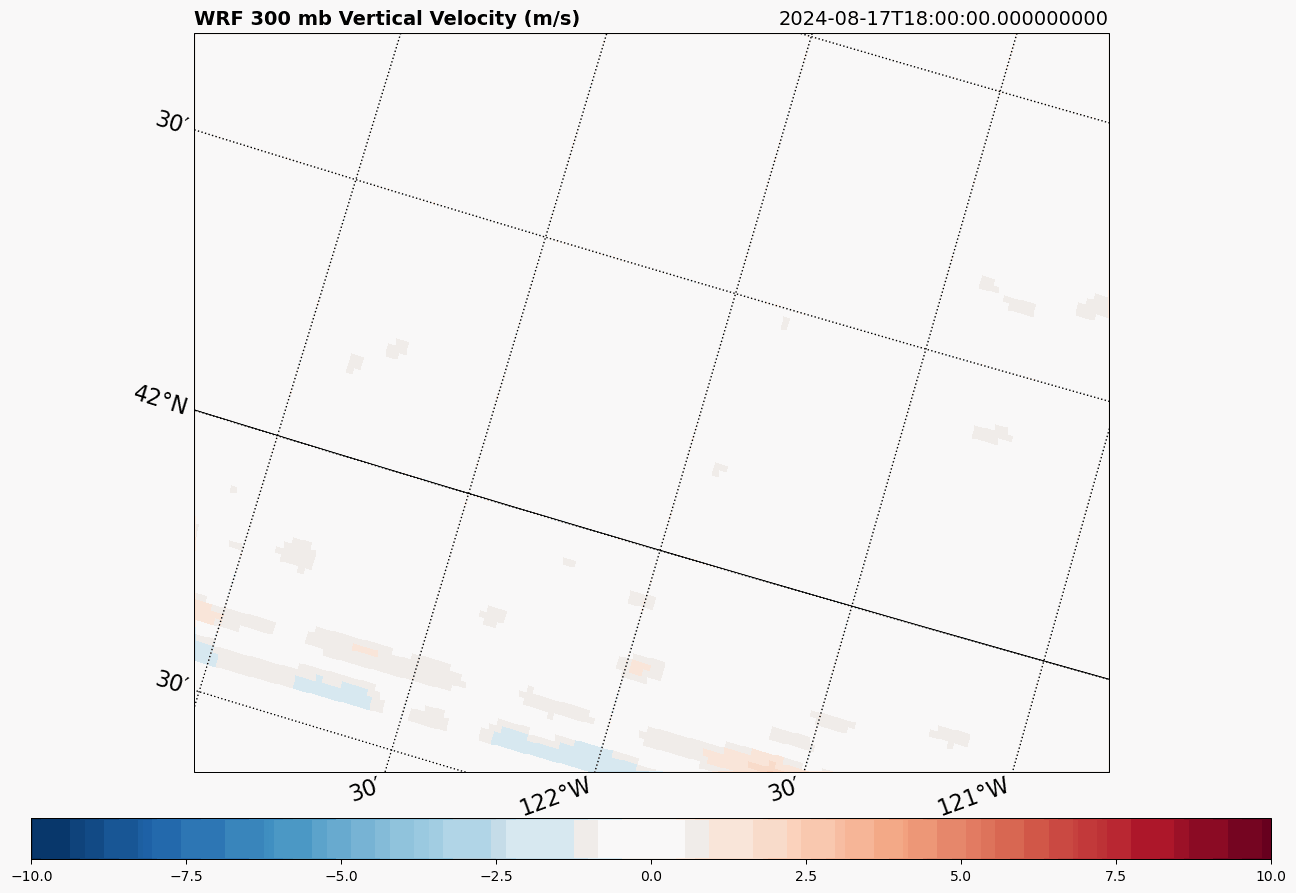 WRF 300 mb Vertical Velocity (m/s)
2024-08-17T18:00:00.000000000
30′
42°N
30′
30′
122°W
30′
121°W
−10.0
−7.5
−5.0
−2.5
0.0
2.5
5.0
7.5
10.0